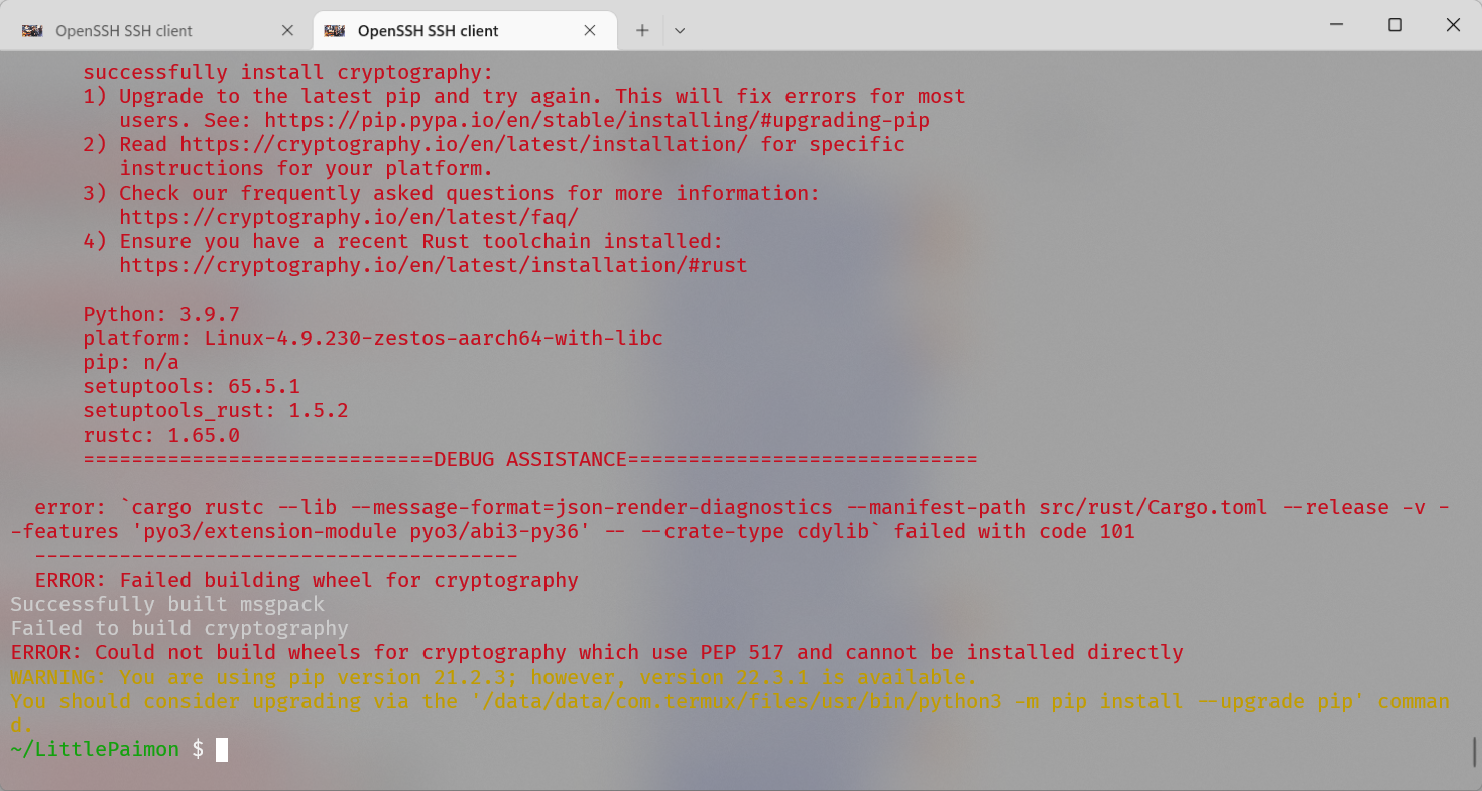 OpenSSH SSH client
OpenSSH SSH client
successfully install cryptography:
1) Upgrade to the latest pip and try again. This will fix errors for most
users. See: https://pip.pypa.io/en/stable/installing/#upgrading-pip
2) Read https://cryptography.io/en/latest/installation/ for specific
instructions for your platform.
3) Check our frequently asked questions for more information:
https://cryptography.io/en/latest/faq/
4) Ensure you have a recent Rust toolchain installed:
https://cryptography.io/en/latest/installation/#rust
Python: 3.9.7
platform: Linux-4.9.230-zestos-aarch64-with-libc
pip: n/a
setuptools: 65.5.1
setuptools_rust: 1.5.2
rustc: 1.65.0
=============================DEBUG ASSISTANCE=============================
error: `cargo rustc --lib --message-format=json-render-diagnostics --manifest-path src/rust/Cargo.toml --release -v -
-features 'pyo3/extension-module pyo3/abi3-py36' -- --crate-type cdylib` failed with code 101
----------------------------------------
ERROR: Failed building wheel for cryptography
Successfully built msgpack
Failed to build cryptography
ERROR: Could not build wheels for cryptography which use PEP 517 and cannot be installed directly
WARNING: You are using pip version 21.2.3; however, version 22.3.1 is available.
You should consider upgrading via the '/data/data/com.termux/files/usr/bin/python3 -m pip install --upgrade pip' comman
d.
~/LittlePaimon $